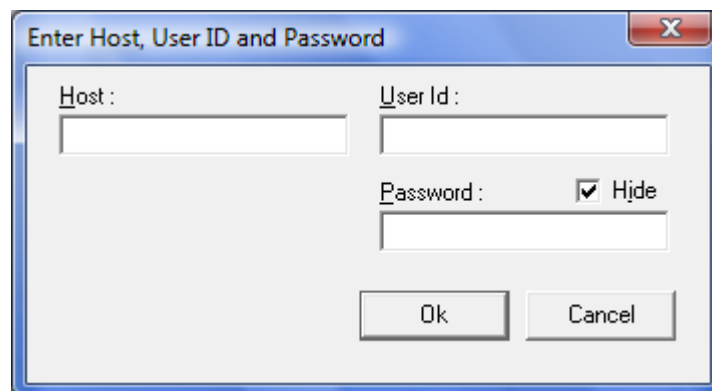 Enter Host, User ID and Password
Host :
User Id :
Password :
Hide
Ok
Cancel